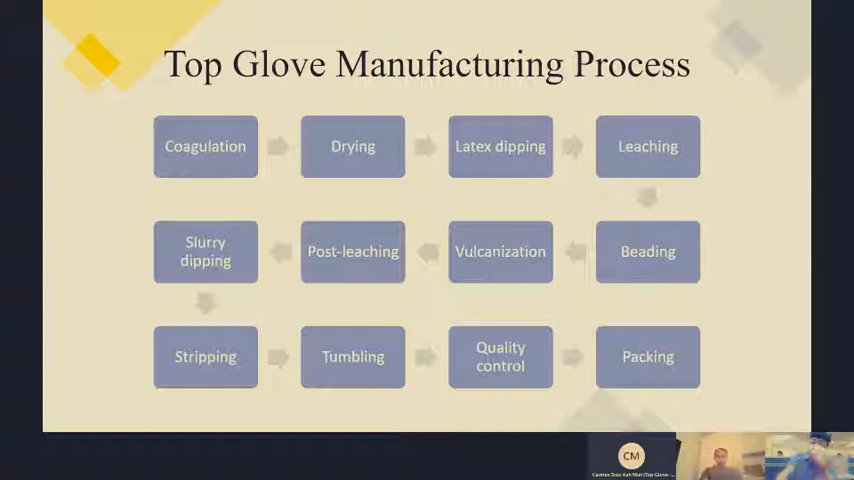 Top Glove Manufacturing Process
Coagulation
Drying
Latex dipping
Leaching
Beading
Vulcanization
Post-leaching
Slurry
dipping
Stripping
Tumbling
Quality
control
Packing
CM